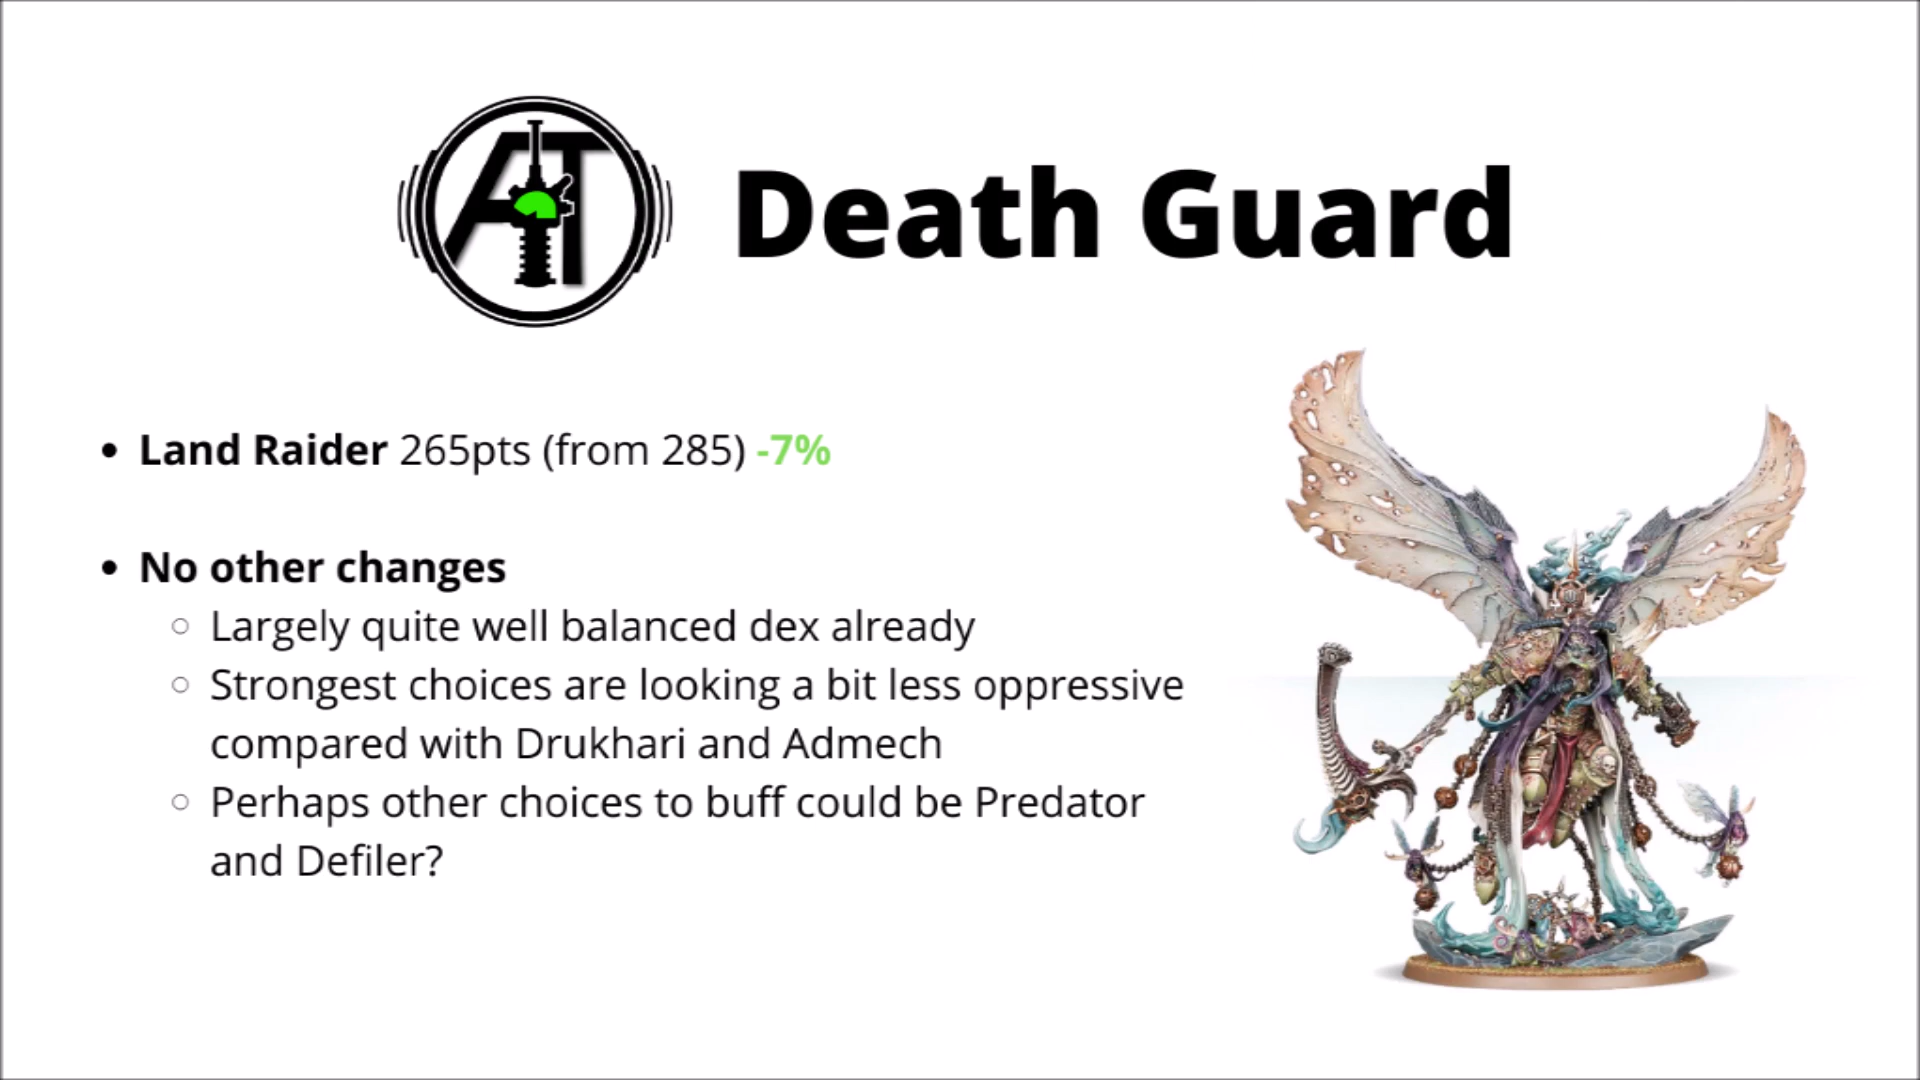 AT
Death Guard
• Land Raider 265pts (from 285) -7%
• No other changes
○ Largely quite well balanced dex already
○ Strongest choices are looking a bit less oppressive
compared with Drukhari and Admech
○ Perhaps other choices to buff could be Predator
and Defiler?